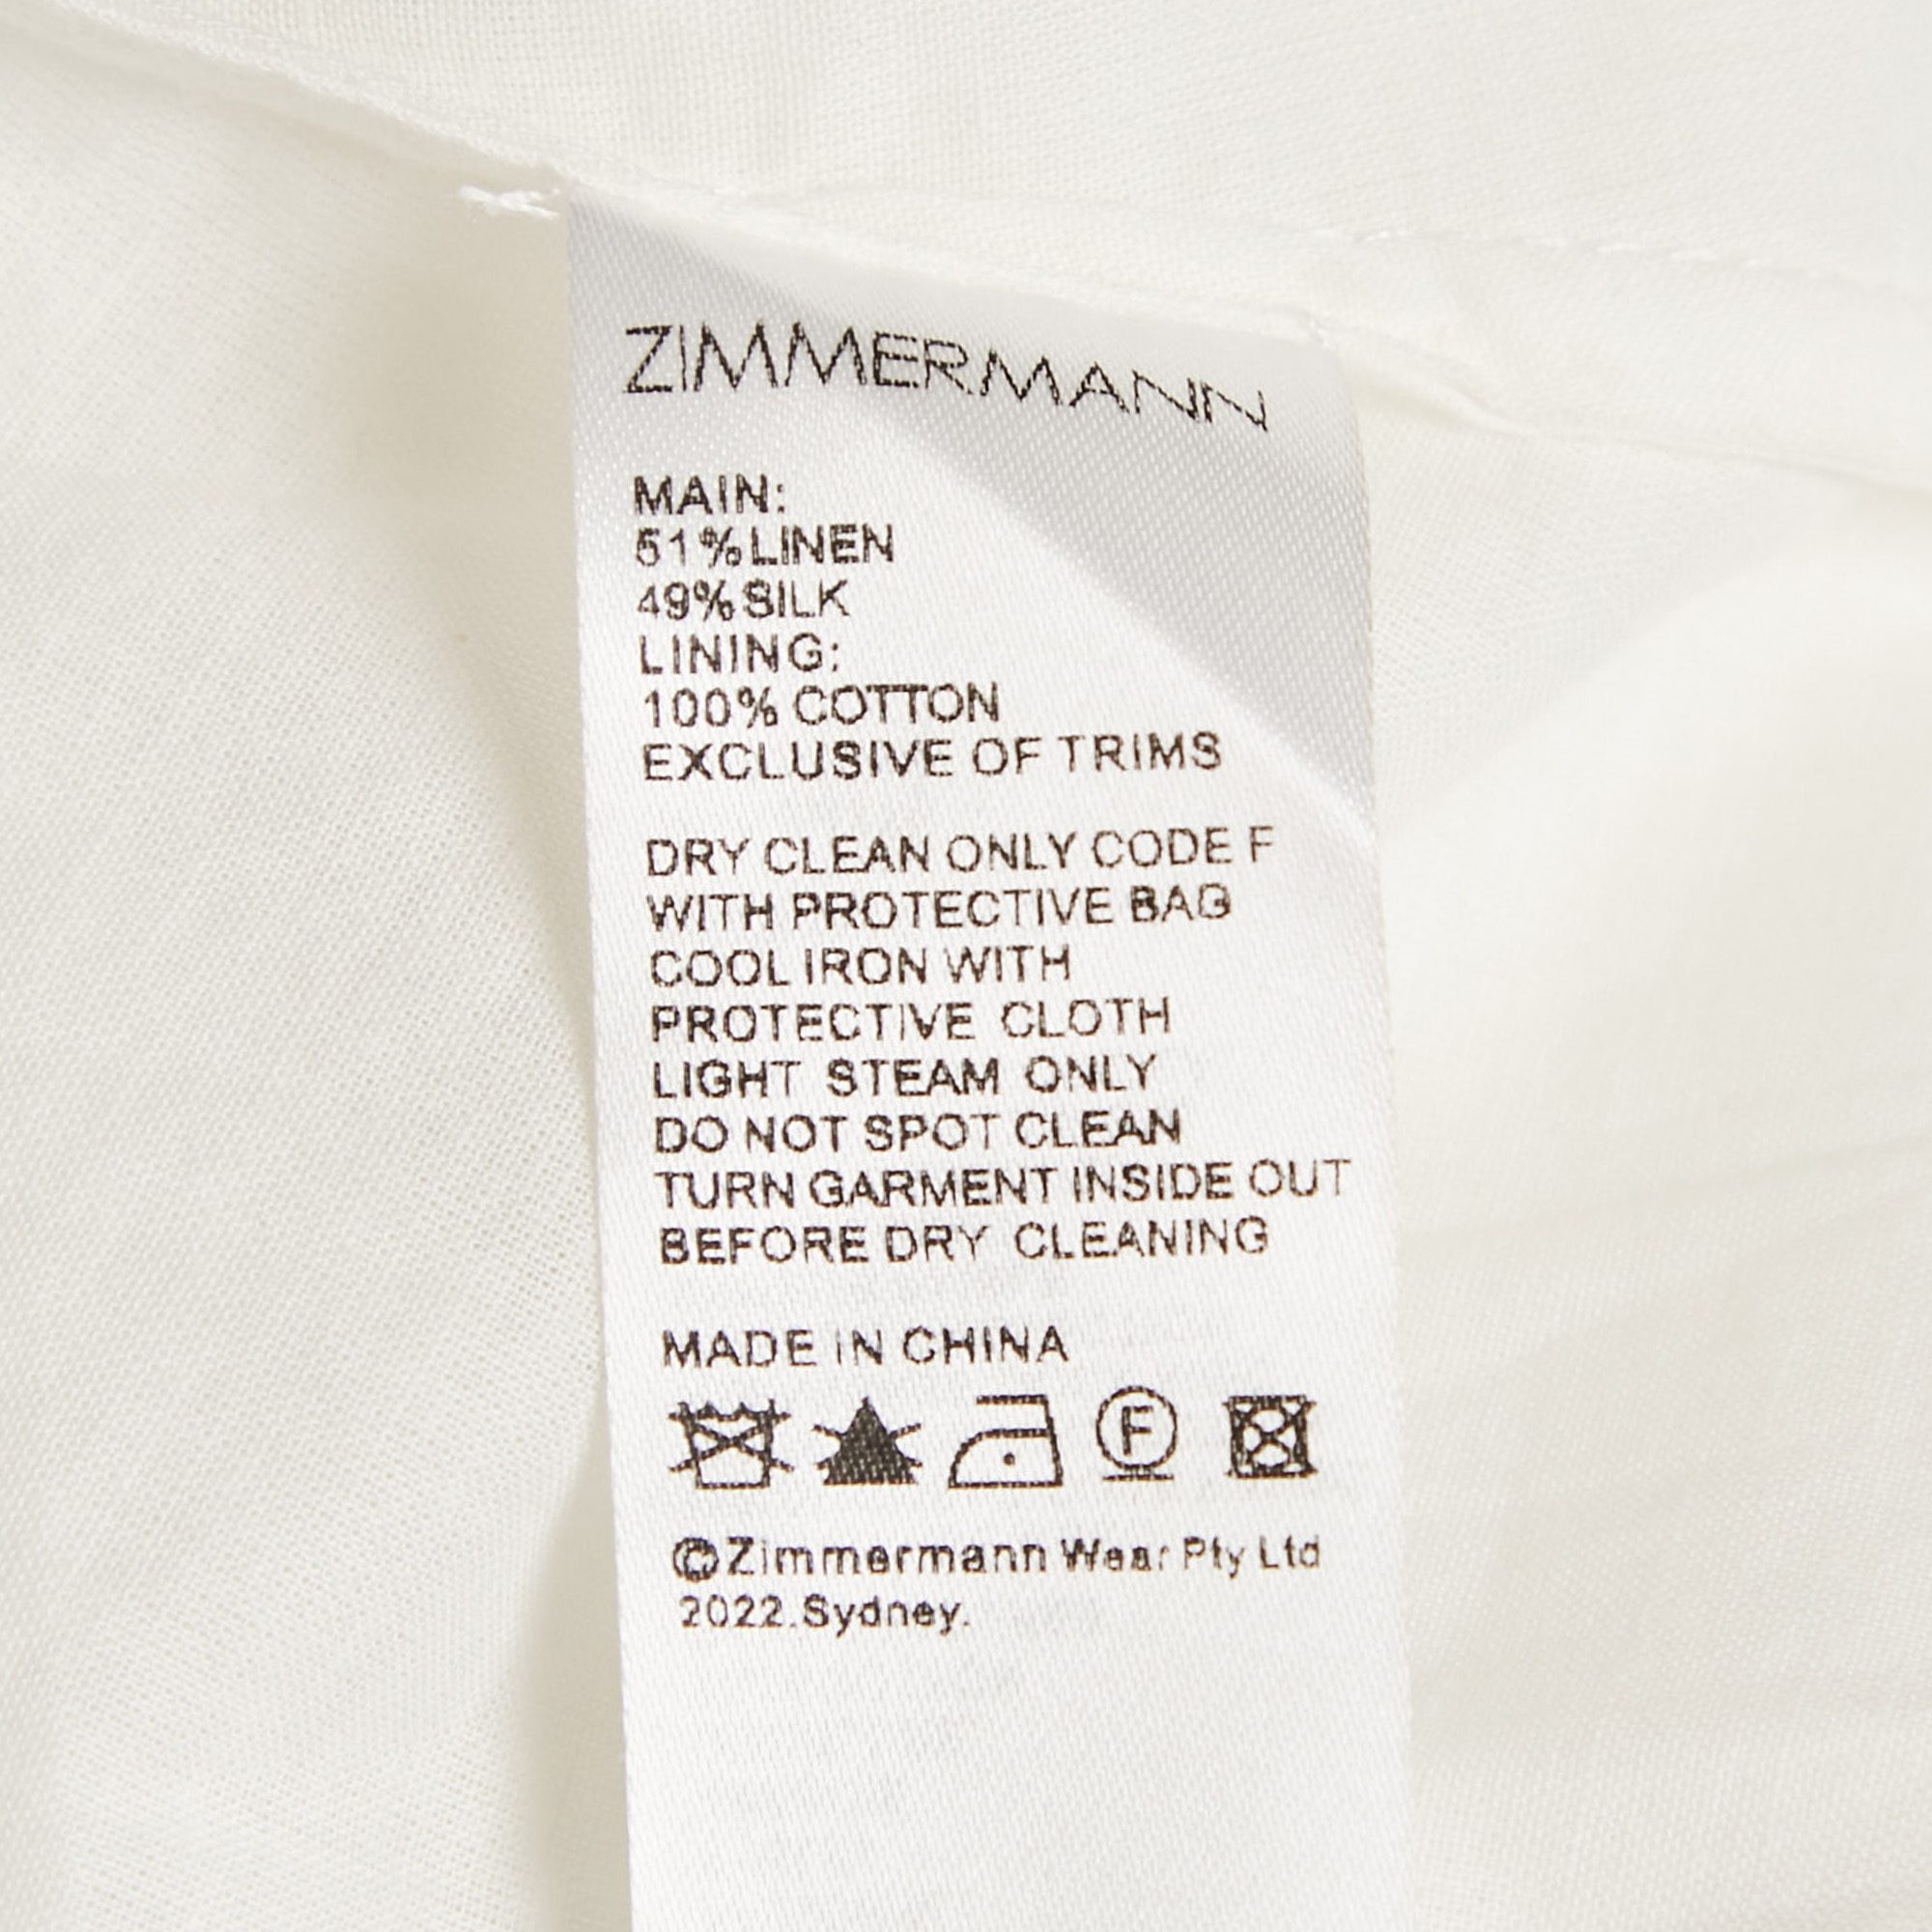 ZIMMERMANN
MAIN:
51%LINEN
49%SILK
LINING:
100% COTTON
EXCLUSIVE OF TRIMS
DRY CLEAN ONLY CODE F
WITH PROTECTIVE BAG
COOL IRON WITH
PROTECTIVE CLOTH
LIGHT STEAM ONLY
DO NOT SPOT CLEAN
TURN GARMENT INSIDE OUT
BEFORE DRY CLEANING
MADE IN CHINA
F
©Zimmermann Wear Pty Ltd
2022.Sydney.